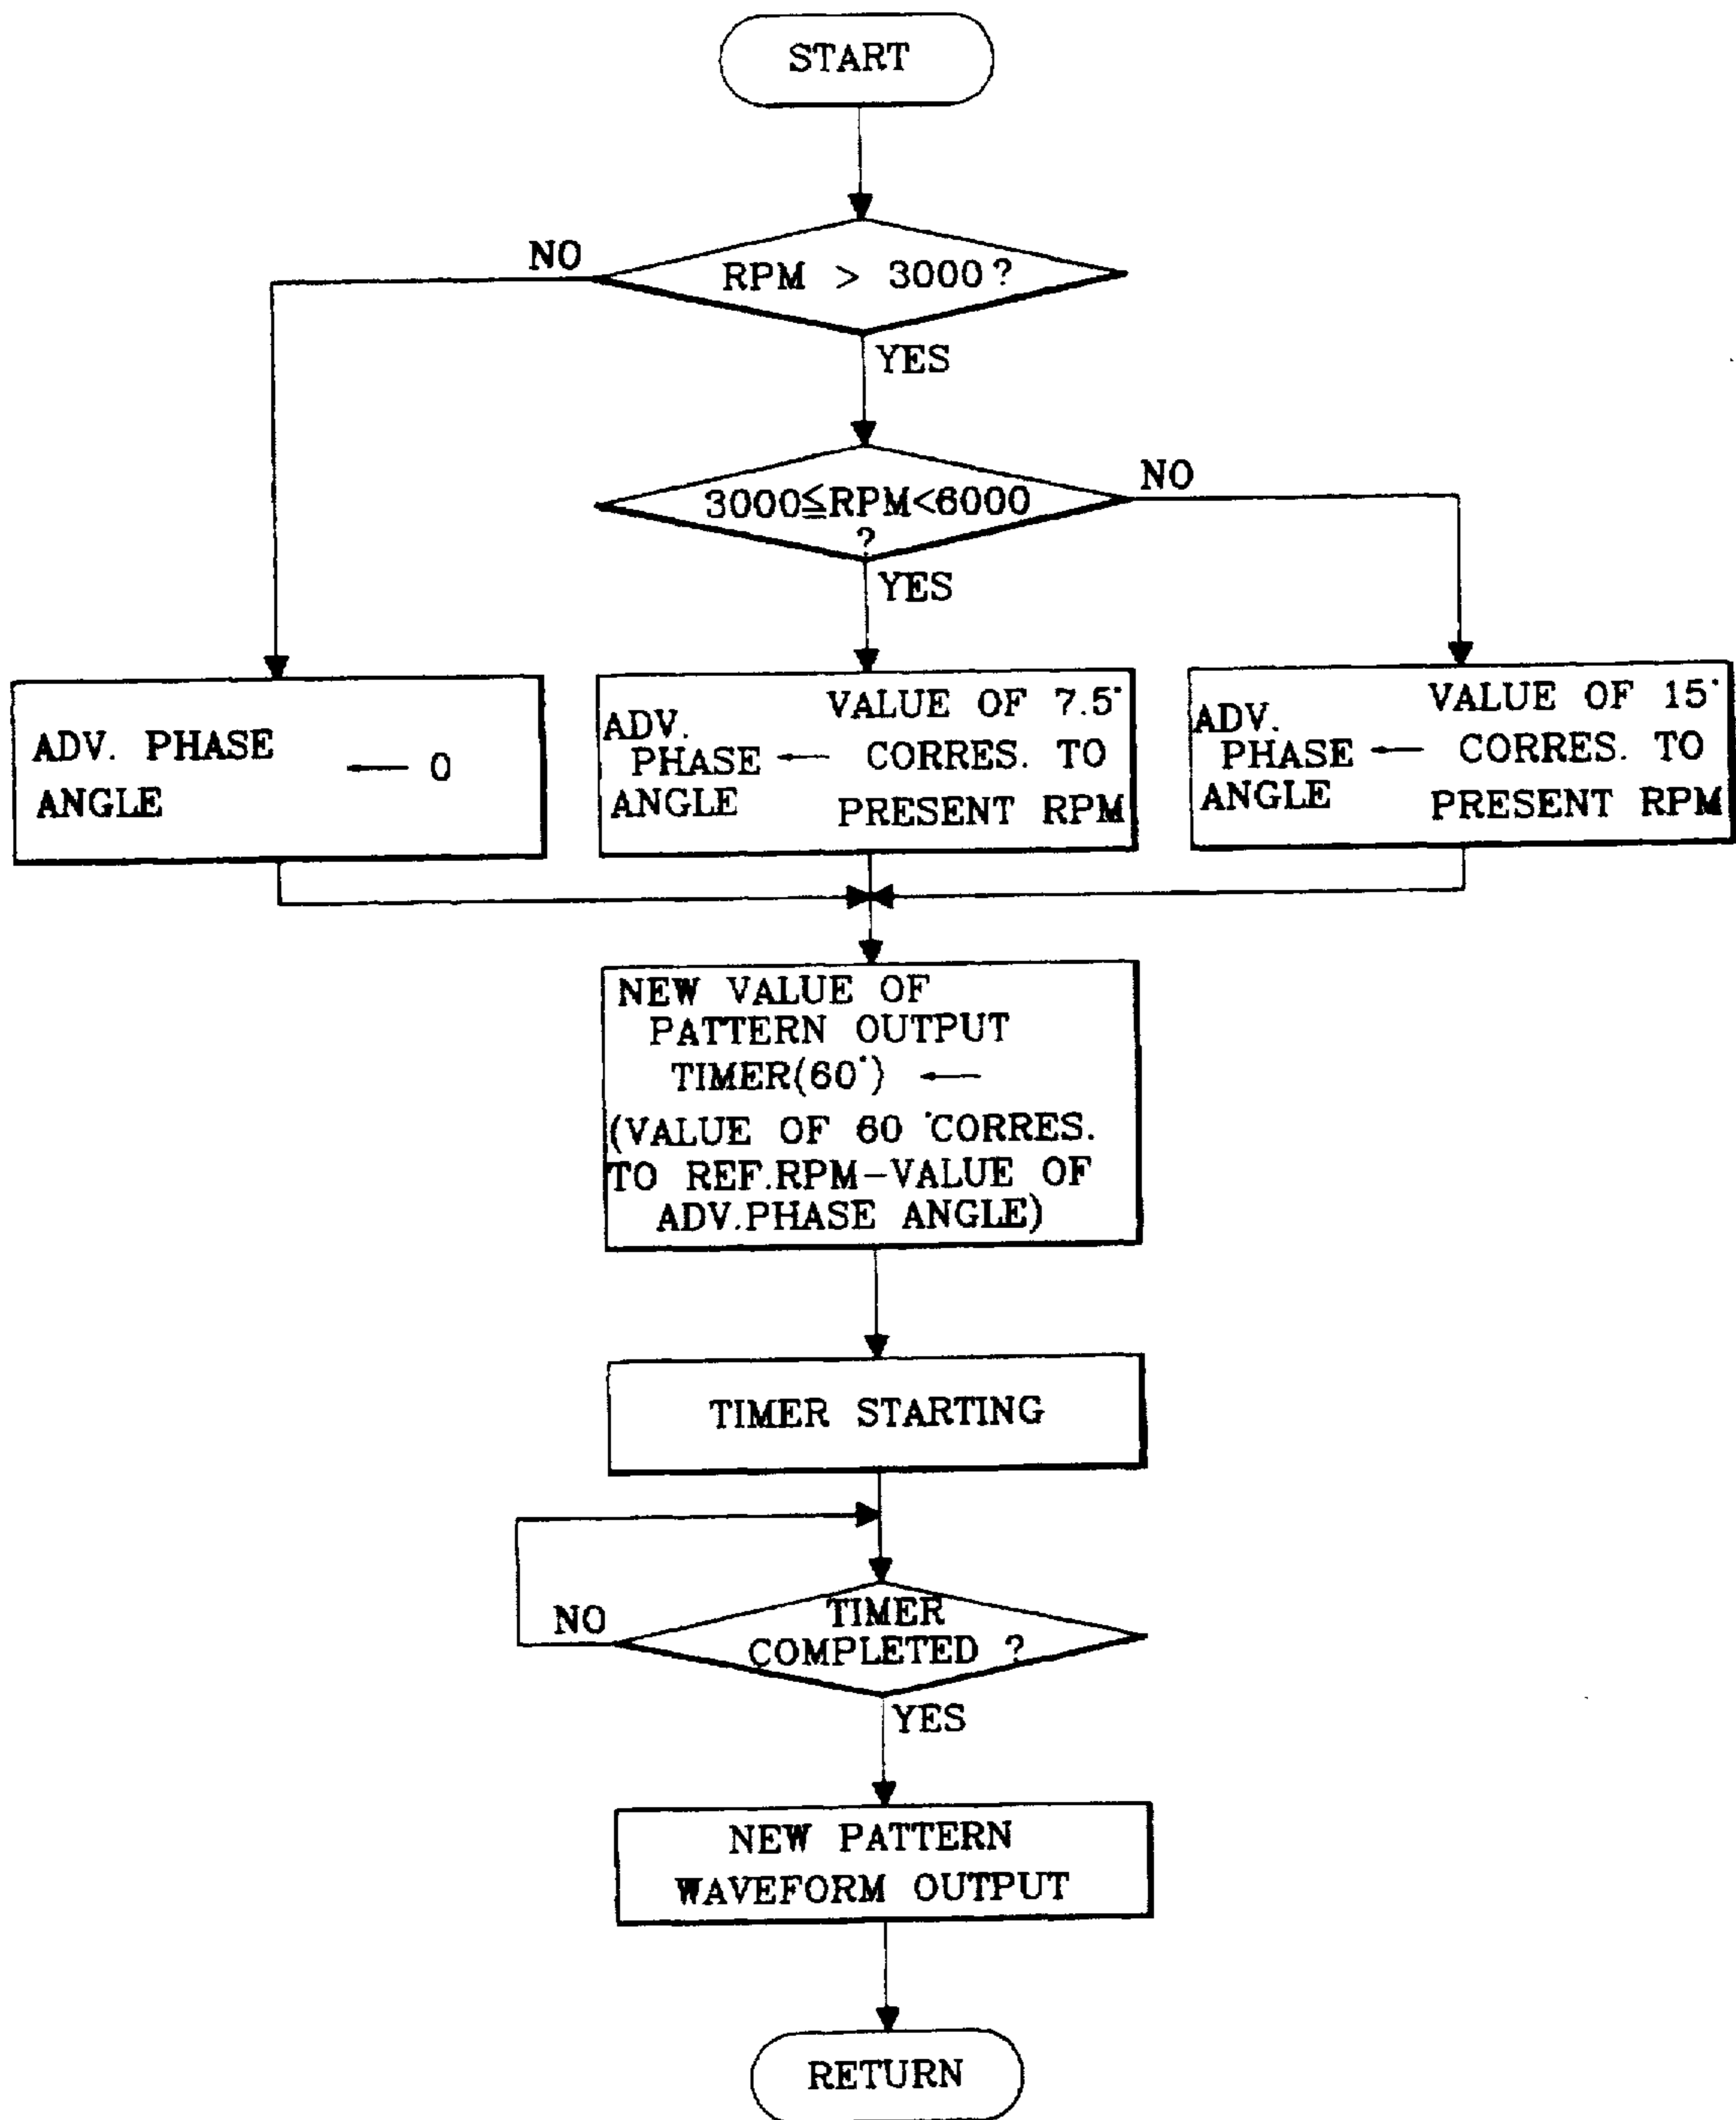 START
NO
RPM > 3000?
YES
NO
3000≦RPM<6000
?
YES
ADV. PHASE
ANGLE
← 0
ADV.
PHASE ←
ANGLE
VALUE OF 7.5°
CORRES. TO
PRESENT RPM
ADV.
PHASE ←
ANGLE
VALUE OF 15°
CORRES. TO
PRESENT RPM
NEW VALUE OF
PATTERN OUTPUT
TIMER(60°) ←
(VALUE OF 60°CORRES.
TO REF.RPM-VALUE OF
ADV.PHASE ANGLE)
TIMER STARTING
NO
TIMER
COMPLETED ?
YES
NEW PATTERN
WAVEFORM OUTPUT
RETURN